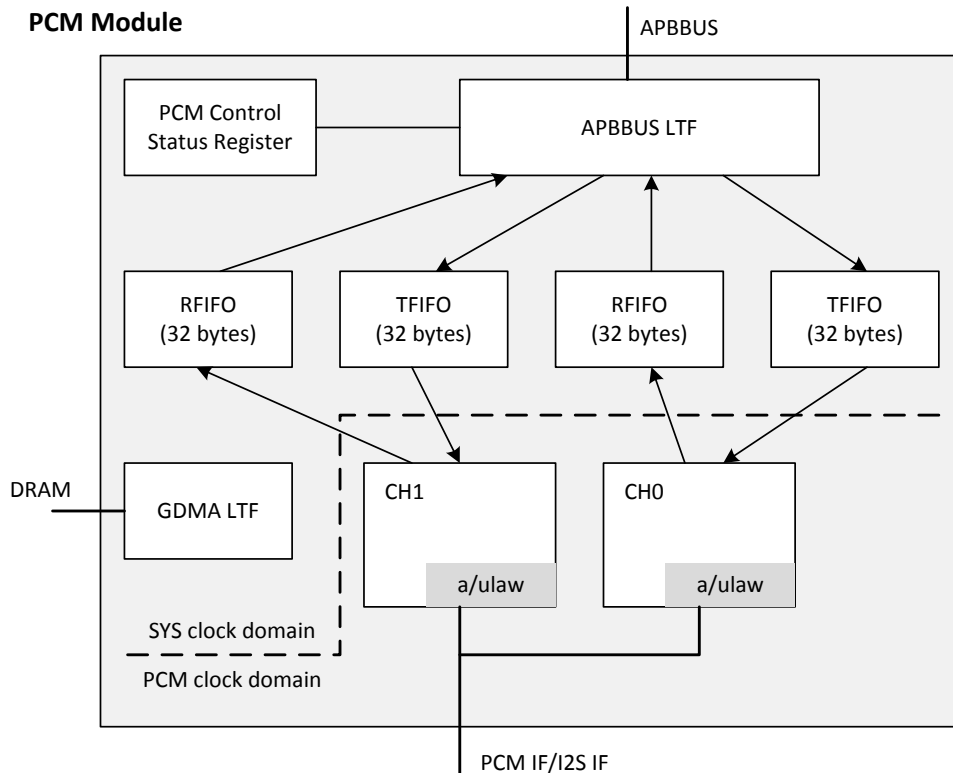 PCM Module
APBBUS
PCM Control
Status Register
APBBUS LTF
RFIFO
(32 bytes)
TFIFO
(32 bytes)
RFIFO
(32 bytes)
TFIFO
(32 bytes)
DRAM
GDMA LTF
CH1
a/ulaw
CH0
a/ulaw
SYS clock domain
PCM clock domain
PCM IF/I2S IF